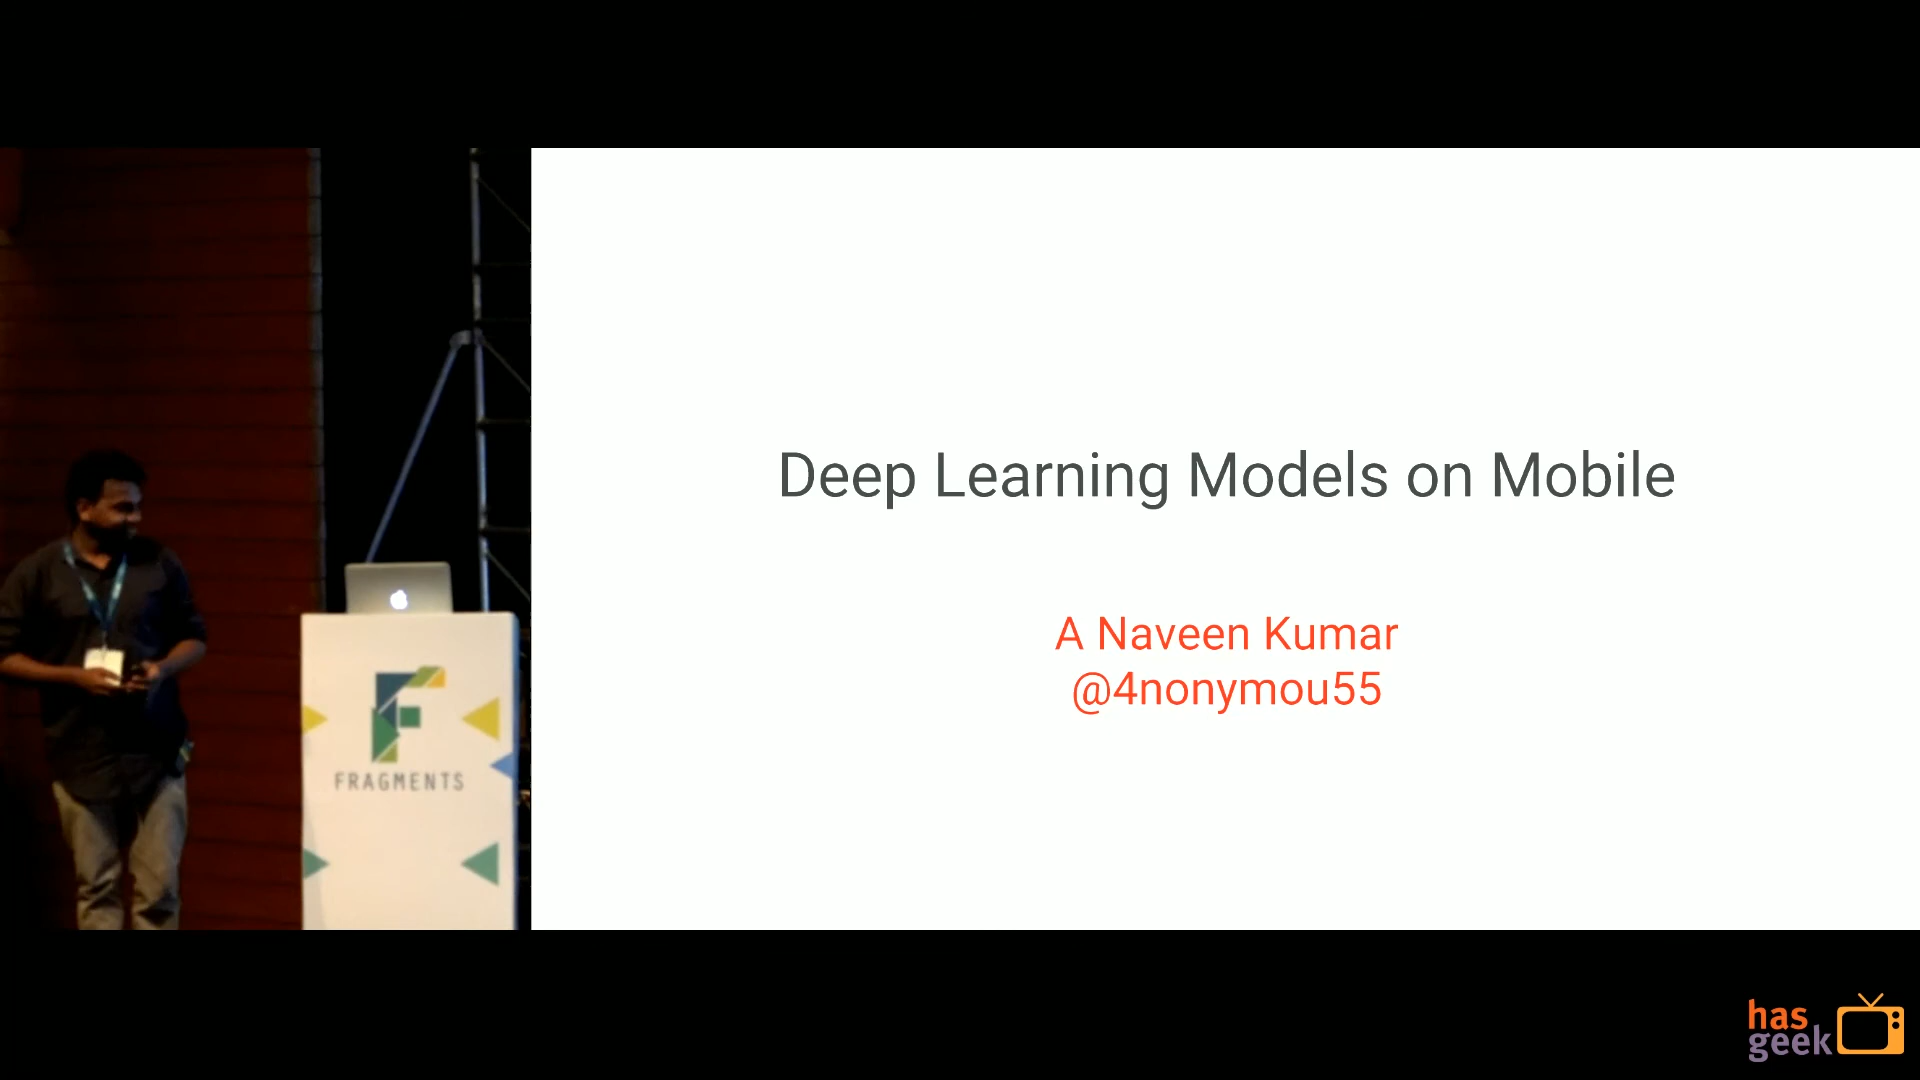 Deep Learning Models on Mobile
A Naveen Kumar
@4nonymou55
FRAGMENTS
has
geek